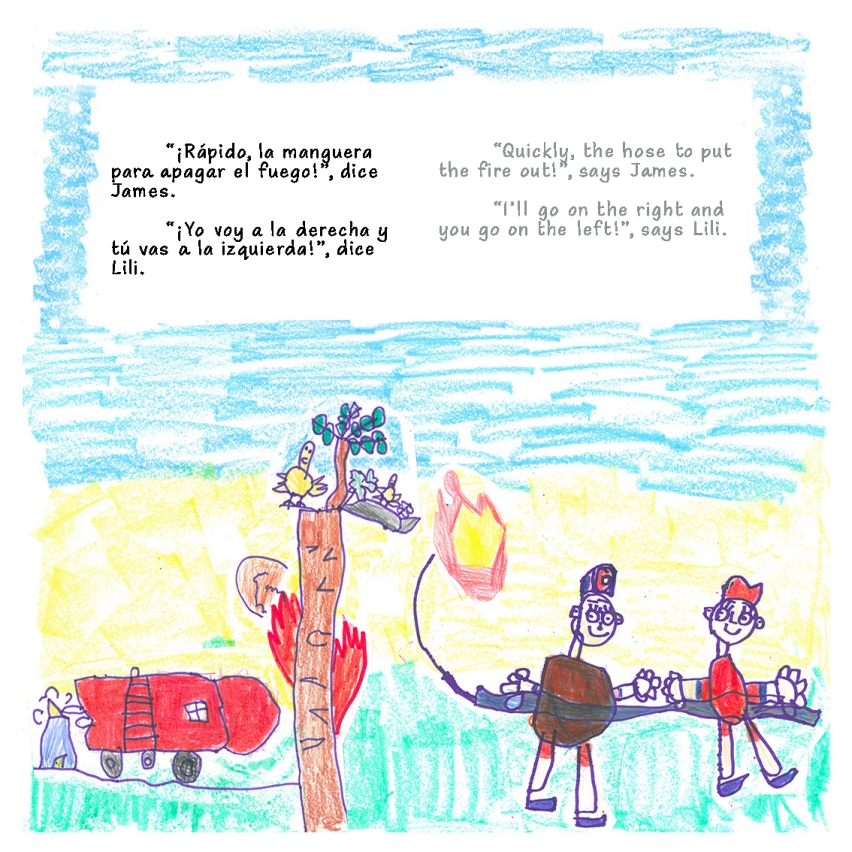 “¡Rápido, la manguera
para apagar el fuego!”, dice
James.
“¡Yo voy a la derecha y
tú vas a la izquierda!”, dice
Lili.
“Quickly, the hose to put
the fire out!”, says James.
“I’ll go on the right and
you go on the left!”, says Lili.